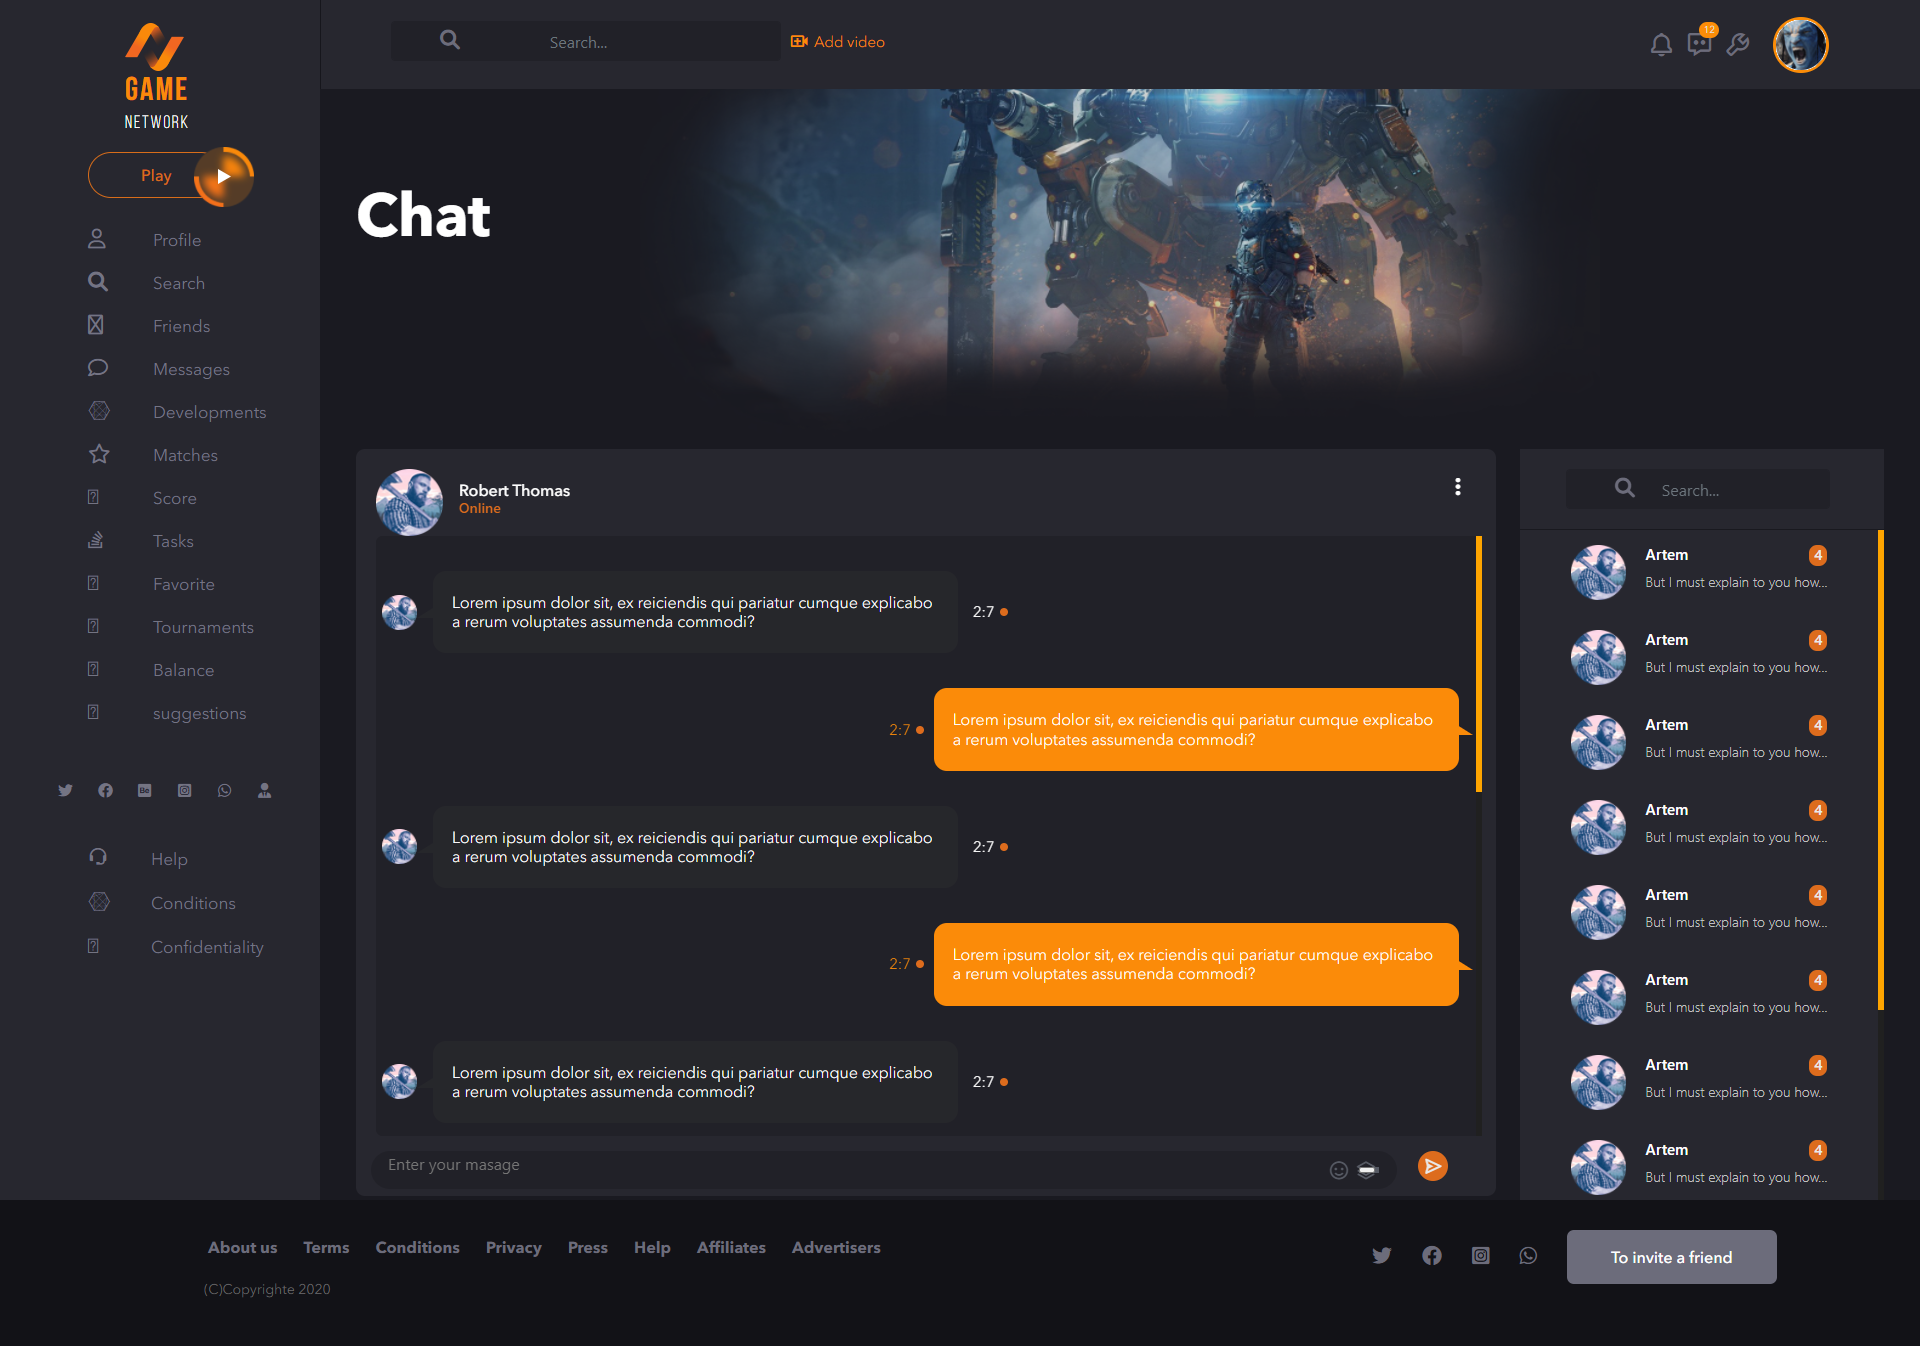 GAME
NETWORK
Play
Profile
Search
Friends
Messages
Developments
Matches
Score
Tasks
Favorite
Tournaments
Balance
suggestions
Help
Conditions
Confidentiality
Search...
Add video
12
Chat
Robert Thomas
Online
Lorem ipsum dolor sit, ex reiciendis qui pariatur cumque explicabo
a rerum voluptates assumenda commodi?
2:7
2:7
Lorem ipsum dolor sit, ex reiciendis qui pariatur cumque explicabo
a rerum voluptates assumenda commodi?
Lorem ipsum dolor sit, ex reiciendis qui pariatur cumque explicabo
a rerum voluptates assumenda commodi?
2:7
2:7
Lorem ipsum dolor sit, ex reiciendis qui pariatur cumque explicabo
a rerum voluptates assumenda commodi?
Lorem ipsum dolor sit, ex reiciendis qui pariatur cumque explicabo
a rerum voluptates assumenda commodi?
2:7
Enter your masage
Search...
Artem 4
But I must explain to you how...
Artem 4
But I must explain to you how...
Artem 4
But I must explain to you how...
Artem 4
But I must explain to you how...
Artem 4
But I must explain to you how...
Artem 4
But I must explain to you how...
Artem 4
But I must explain to you how...
Artem 4
But I must explain to you how...
About us Terms Conditions Privacy Press Help Affiliates Advertisers
(C)Copyrighte 2020
To invite a friend